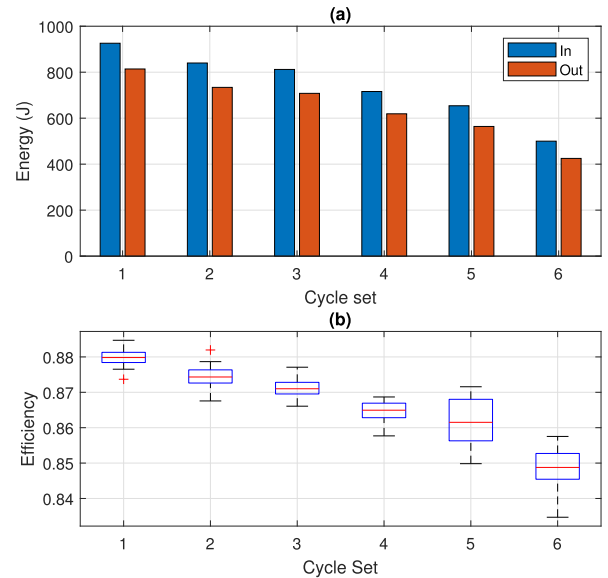 (a)
1000
800
600
400
200
0
Energy (J)
In
Out
1 2 3 4 5 6
Cycle set
(b)
0.88
0.87
0.86
0.85
0.84
Efficiency
1 2 3 4 5 6
Cycle Set